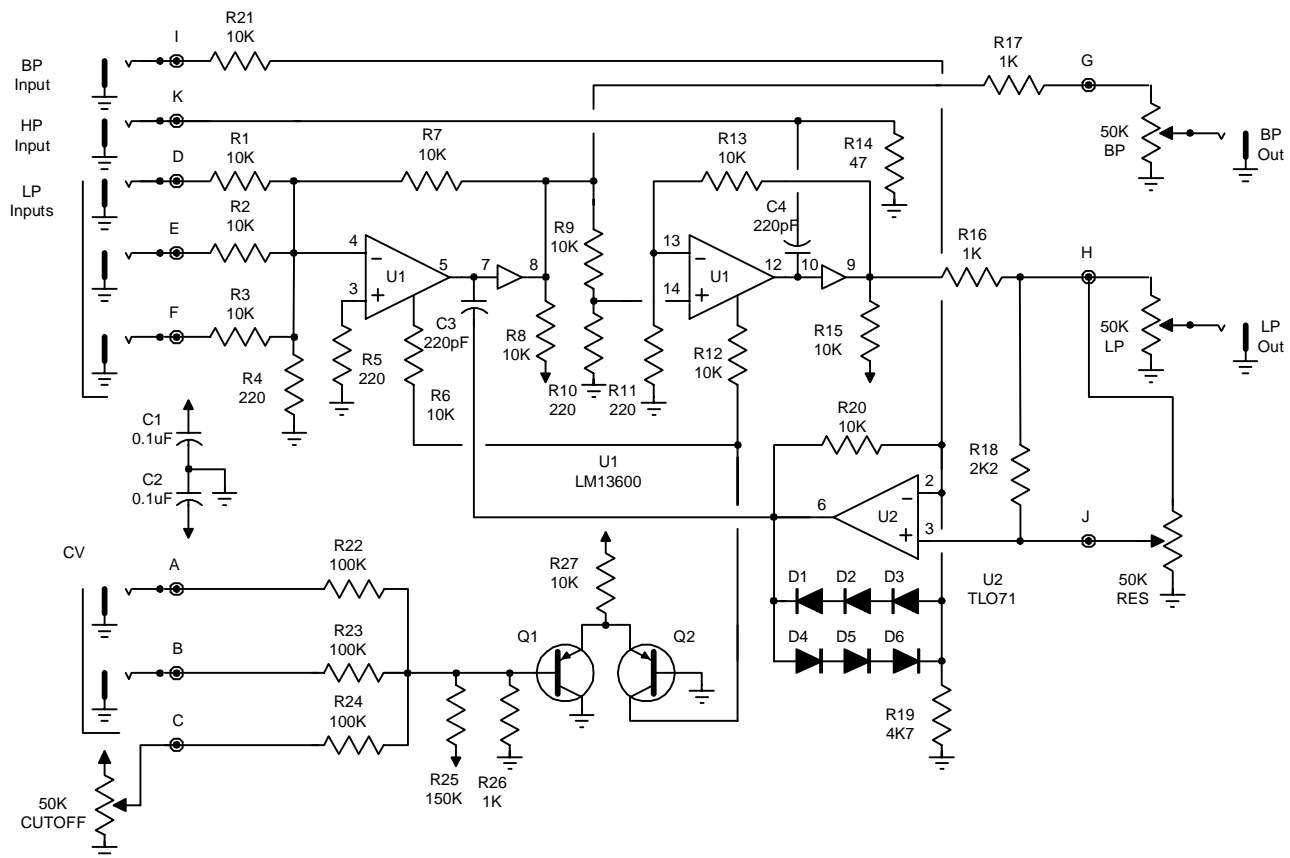 R21
10K
I
BP
Input
R17
1K
G
K
HP
Input
R1
10K
D
R7
10K
R13
10K
R14
47
50K
BP
BP
Out
LP
Inputs
R2
10K
E
C4
220pF
R9
10K
R16
1K
H
4
5
7
8
U1
3
13
12
10
9
U1
14
R3
10K
F
C3
220pF
R8
10K
R15
10K
R12
10K
50K
LP
LP
Out
R5
220
R4
220
R6
10K
R10
220
R11
220
C1
0.1uF
R20
10K
U1
LM13600
R18
2K2
C2
0.1uF
2
6
U2
3
J
CV
A
R22
100K
R27
10K
D1
D2
D3
U2
TLO71
50K
RES
B
R23
100K
Q1
Q2
D4
D5
D6
C
R24
100K
R19
4K7
R25
150K
R26
1K
50K
CUTOFF